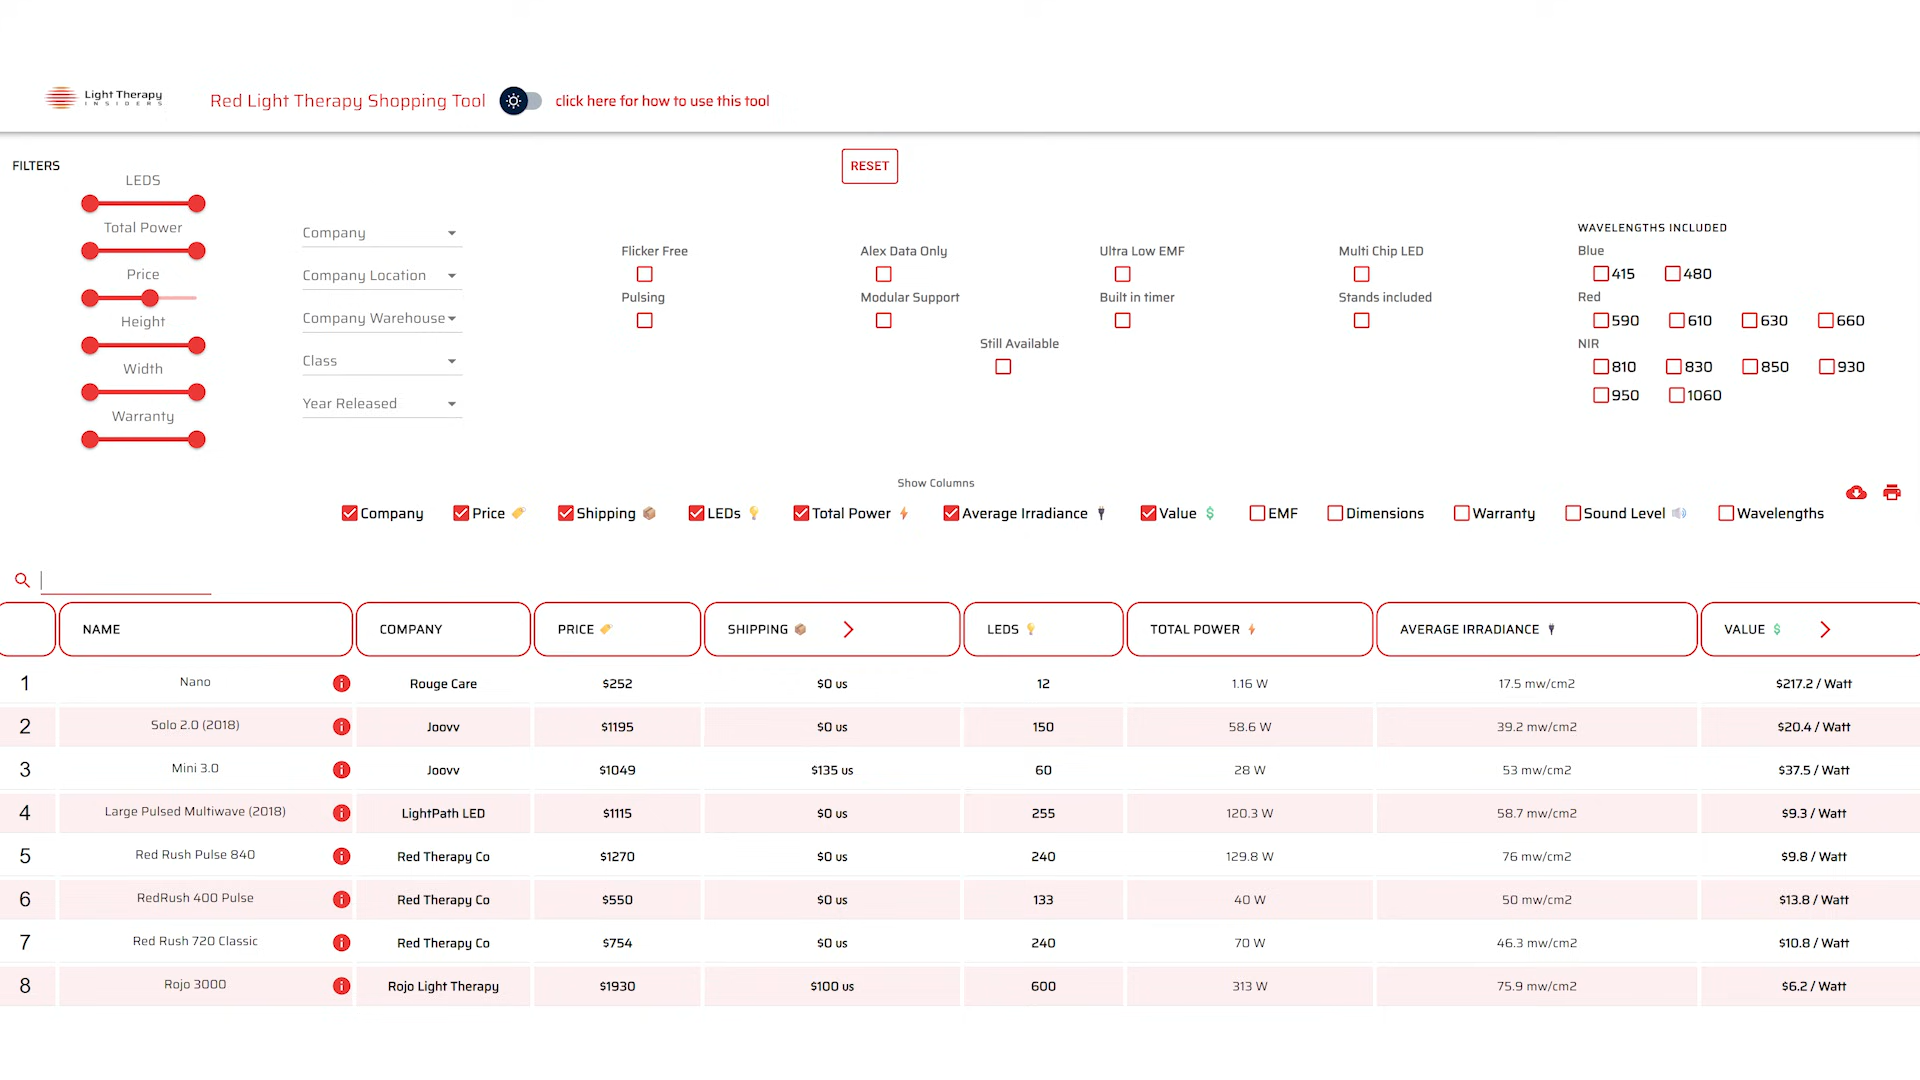 Light Therapy
INSIDERS
Red Light Therapy Shopping Tool
click here for how to use this tool
FILTERS
RESET
LEDS
Total Power
Price
Height
Width
Warranty
Company
Company Location
Company Warehouse
Class
Year Released
Flicker Free
Alex Data Only
Ultra Low EMF
Multi Chip LED
Pulsing
Modular Support
Built in timer
Stands included
Still Available
WAVELENGTHS INCLUDED
Blue
415 480
Red
590 610 630 660
NIR
810 830 850 930
950 1060
Show Columns
Company Price Shipping LEDs Total Power Average Irradiance Value EMF Dimensions Warranty Sound Level Wavelengths
NAME COMPANY PRICE SHIPPING LEDS TOTAL POWER AVERAGE IRRADIANCE VALUE
1 Nano Rouge Care $252 $0 us 12 1.16 W 17.5 mw/cm2 $217.2 / Watt
2 Solo 2.0 (2018) Joovv $1195 $0 us 150 58.6 W 39.2 mw/cm2 $20.4 / Watt
3 Mini 3.0 Joovv $1049 $135 us 60 28 W 53 mw/cm2 $37.5 / Watt
4 Large Pulsed Multiwave (2018) LightPath LED $1115 $0 us 255 120.3 W 58.7 mw/cm2 $9.3 / Watt
5 Red Rush Pulse 840 Red Therapy Co $1270 $0 us 240 129.8 W 76 mw/cm2 $9.8 / Watt
6 RedRush 400 Pulse Red Therapy Co $550 $0 us 133 40 W 50 mw/cm2 $13.8 / Watt
7 Red Rush 720 Classic Red Therapy Co $754 $0 us 240 70 W 46.3 mw/cm2 $10.8 / Watt
8 Rojo 3000 Rojo Light Therapy $1930 $100 us 600 313 W 75.9 mw/cm2 $6.2 / Watt